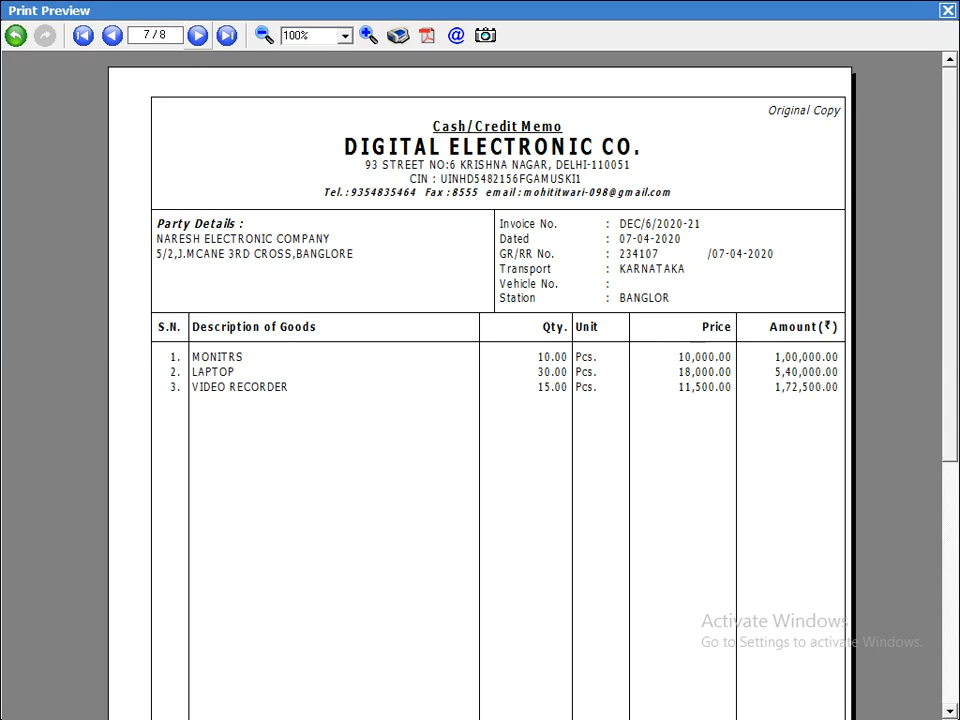 Print Preview
7 / 8
100%
Original Copy
Cash/Credit Memo
DIGITAL ELECTRONIC CO.
93 STREET NO:6 KRISHNA NAGAR, DELHI-110051
CIN : UINHD5482156FGAMUSKI1
Tel.:9354835464 Fax:8555 email:mohititwari-098@gmail.com
Party Details :
NARESH ELECTRONIC COMPANY
5/2,J.MCANE 3RD CROSS,BANGLORE
Invoice No. : DEC/6/2020-21
Dated : 07-04-2020
GR/RR No. : 234107 /07-04-2020
Transport : KARNATAKA
Vehicle No. :
Station : BANGLOR
S.N. Description of Goods Qty. Unit Price Amount(₹)
1. MONITRS 10.00 Pcs. 10,000.00 1,00,000.00
2. LAPTOP 30.00 Pcs. 18,000.00 5,40,000.00
3. VIDEO RECORDER 15.00 Pcs. 11,500.00 1,72,500.00
Activate Windows
Go to Settings to activate Windows.